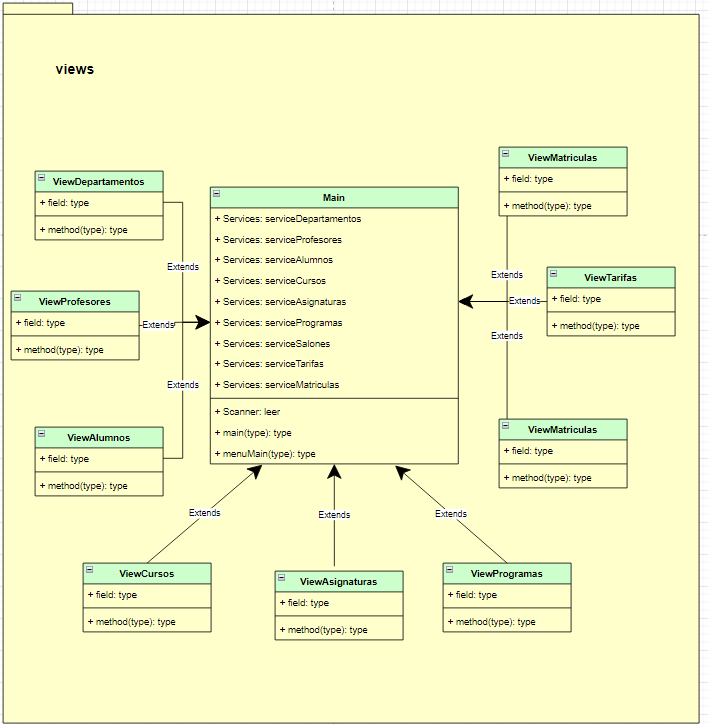 views
ViewDepartamentos
+ field: type
+ method(type): type
ViewProfesores
+ field: type
+ method(type): type
ViewAlumnos
+ field: type
+ method(type): type
Extends
Extends
Extends
Main
+ Services: serviceDepartamentos
+ Services: serviceProfesores
+ Services: serviceAlumnos
+ Services: serviceCursos
+ Services: serviceAsignaturas
+ Services: serviceProgramas
+ Services: serviceSalones
+ Services: serviceTarifas
+ Services: serviceMatriculas
+ Scanner: leer
+ main(type): type
+ menuMain(type): type
ViewMatriculas
+ field: type
+ method(type): type
Extends
Extends
Extends
ViewTarifas
+ field: type
+ method(type): type
ViewMatriculas
+ field: type
+ method(type): type
Extends
Extends
Extends
ViewCursos
+ field: type
+ method(type): type
ViewAsignaturas
+ field: type
+ method(type): type
ViewProgramas
+ field: type
+ method(type): type